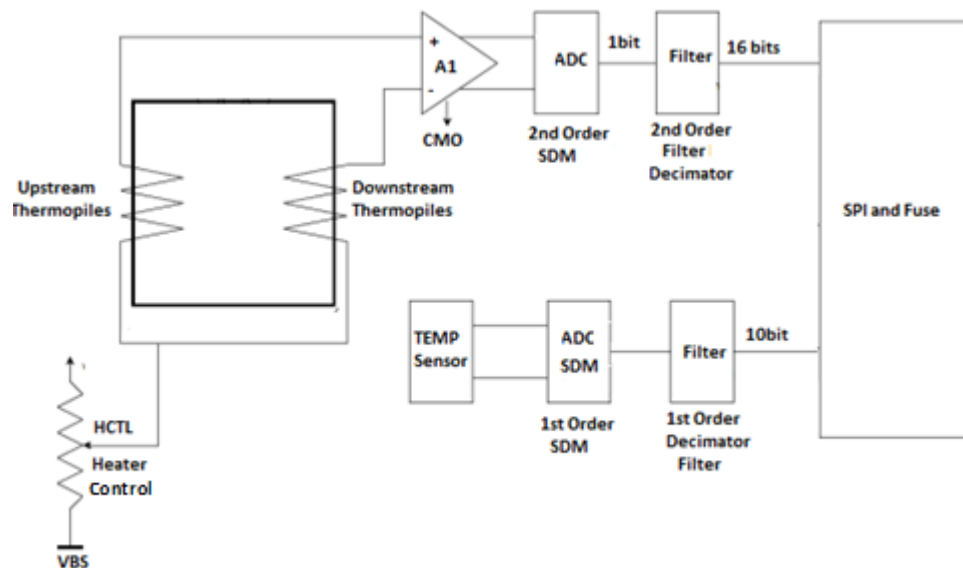 +
A1
-
CMO
ADC
1bit
Filter
16 bits
2nd Order
SDM
2nd Order
Filter
Decimator
Upstream
Thermopiles
Downstream
Thermopiles
SPI and Fuse
TEMP
Sensor
ADC
SDM
Filter
10bit
1st Order
SDM
1st Order
Decimator
Filter
HCTL
Heater
Control
VBS